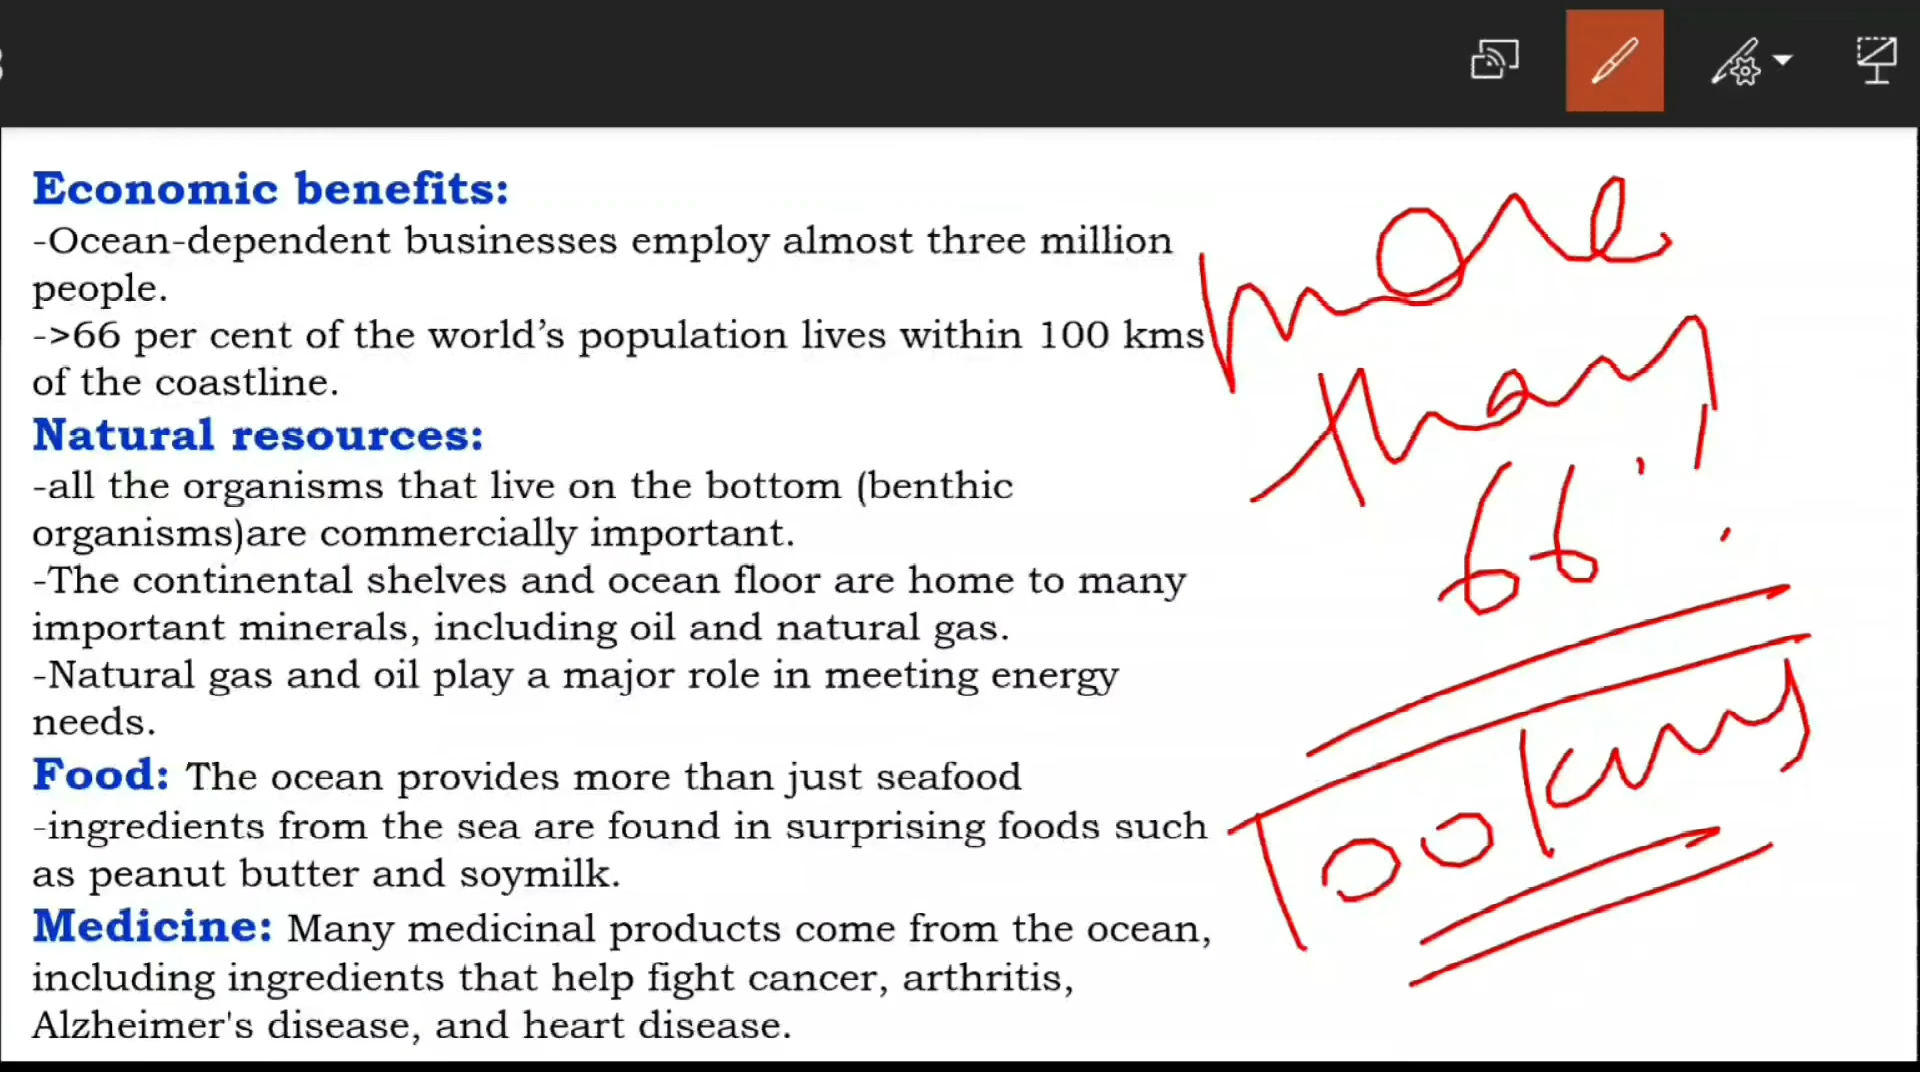 Economic benefits:
-Ocean-dependent businesses employ almost three million
people.
->66 per cent of the world’s population lives within 100 kms
of the coastline.
Natural resources:
-all the organisms that live on the bottom (benthic
organisms)are commercially important.
-The continental shelves and ocean floor are home to many
important minerals, including oil and natural gas.
-Natural gas and oil play a major role in meeting energy
needs.
Food: The ocean provides more than just seafood
-ingredients from the sea are found in surprising foods such
as peanut butter and soymilk.
Medicine: Many medicinal products come from the ocean,
including ingredients that help fight cancer, arthritis,
Alzheimer's disease, and heart disease.
more
than
66 %
100 kms